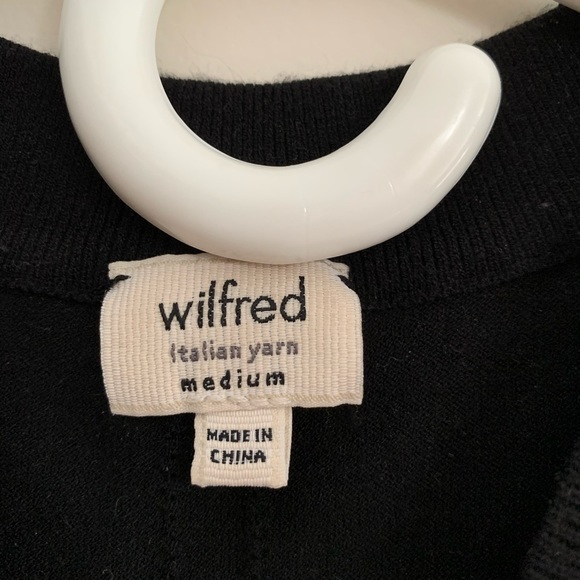 wilfred
Italian yarn
medium
MADE IN
CHINA